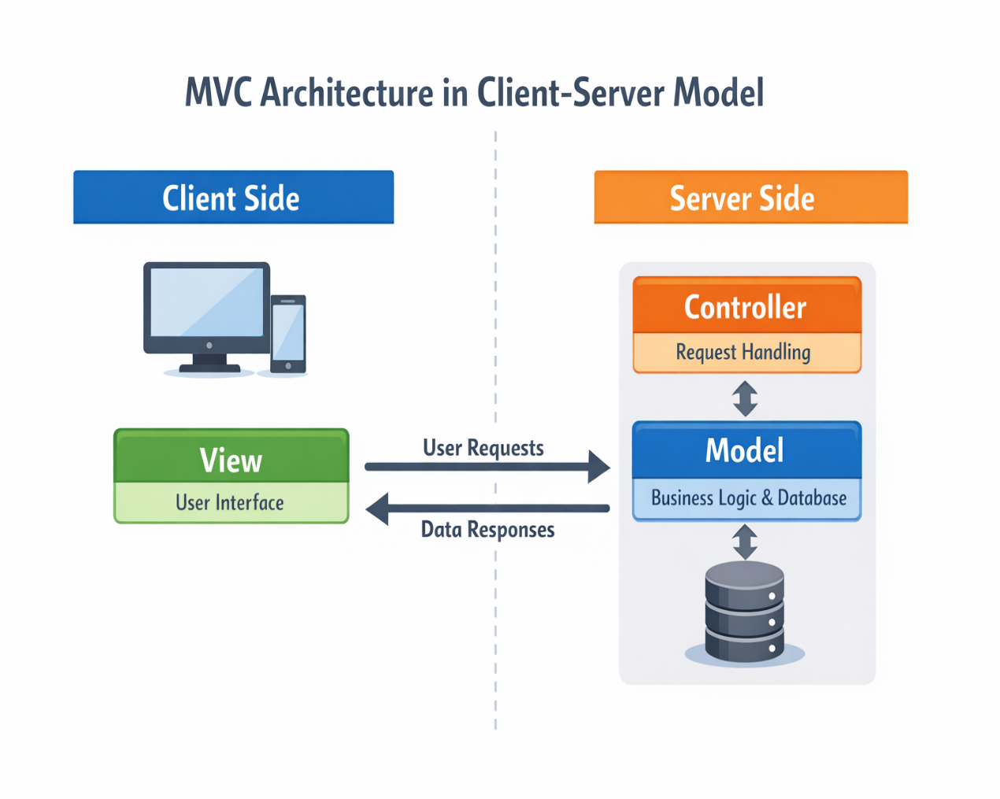 MVC Architecture in Client-Server Model
Client Side
Server Side
Controller
Request Handling
View
User Interface
User Requests
Data Responses
Model
Business Logic & Database